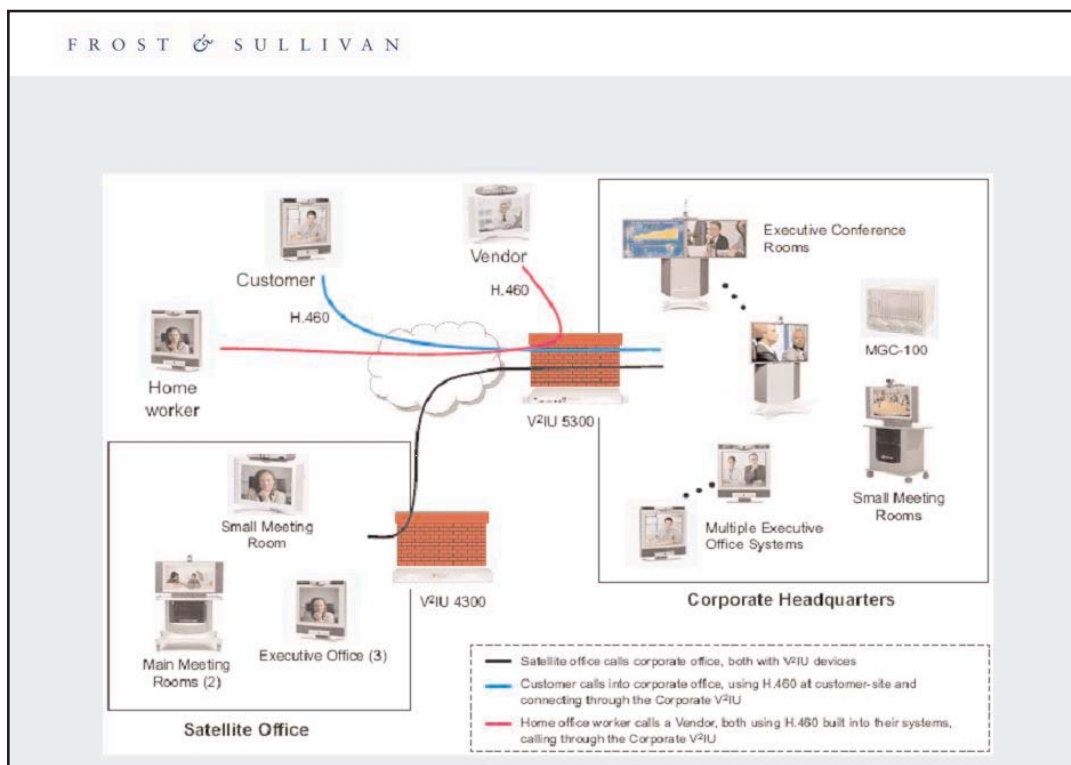 FROST & SULLIVAN
Customer
H.460
Vendor
H.460
Home
worker
V²IU 5300
Executive Conference
Rooms
MGC-100
Small Meeting
Rooms
Multiple Executive
Office Systems
Corporate Headquarters
Small Meeting
Room
Main Meeting
Rooms (2)
Executive Office (3)
V²IU 4300
Satellite Office
Satellite office calls corporate office, both with V²IU devices
Customer calls into corporate office, using H.460 at customer-site and
connecting through the Corporate V²IU
Home office worker calls a Vendor, both using H.460 built into their systems,
calling through the Corporate V²IU